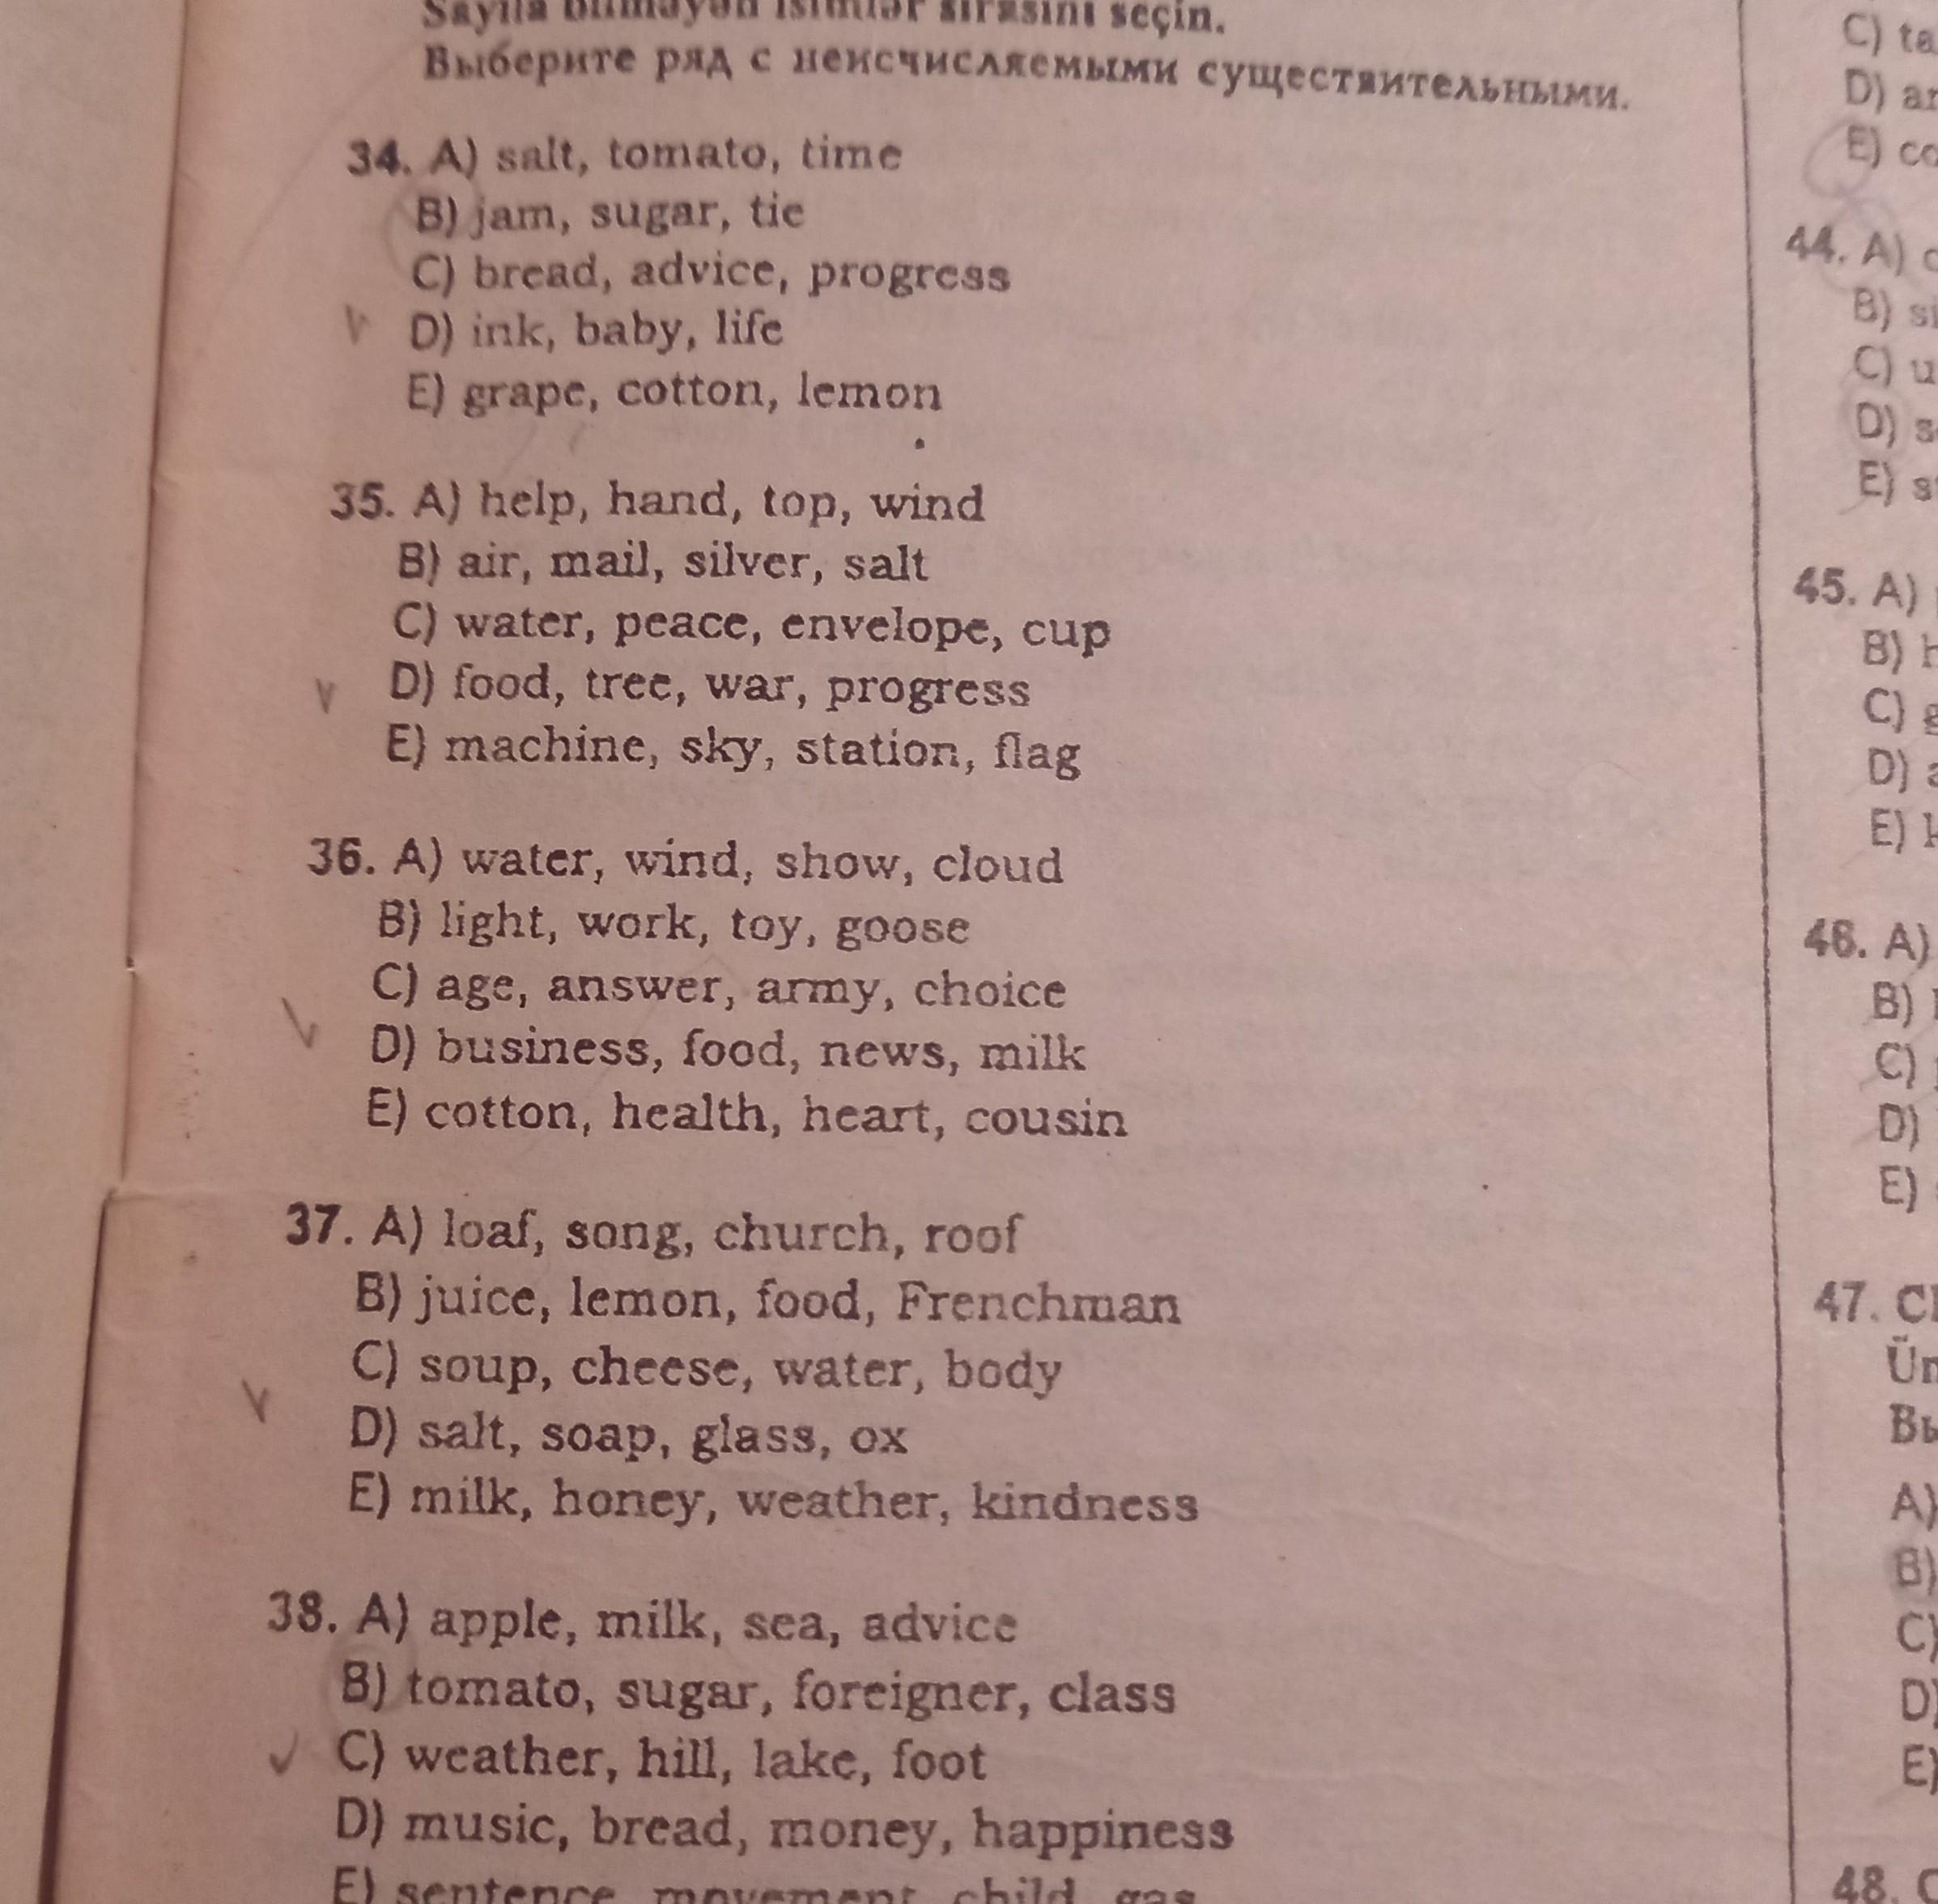 Sayıla bilməyən isimlər sırasını seçin.
Выберите ряд с неисчисляемыми существительными.
34. A) salt, tomato, time
B) jam, sugar, tie
C) bread, advice, progress
D) ink, baby, life
E) grape, cotton, lemon
35. A) help, hand, top, wind
B) air, mail, silver, salt
C) water, peace, envelope, cup
D) food, tree, war, progress
E) machine, sky, station, flag
36. A) water, wind, show, cloud
B) light, work, toy, goose
C) age, answer, army, choice
D) business, food, news, milk
E) cotton, health, heart, cousin
37. A) loaf, song, church, roof
B) juice, lemon, food, Frenchman
C) soup, cheese, water, body
D) salt, soap, glass, ox
E) milk, honey, weather, kindness
38. A) apple, milk, sea, advice
B) tomato, sugar, foreigner, class
C) weather, hill, lake, foot
D) music, bread, money, happiness
E) sentence, movement, child, gas
C)
D)
E)
44. A)
B)
C)
D)
E)
45. A)
B)
C)
D)
E)
46. A)
B)
C)
D)
E)
47.
A)
B)
C)
D)
E)
48.